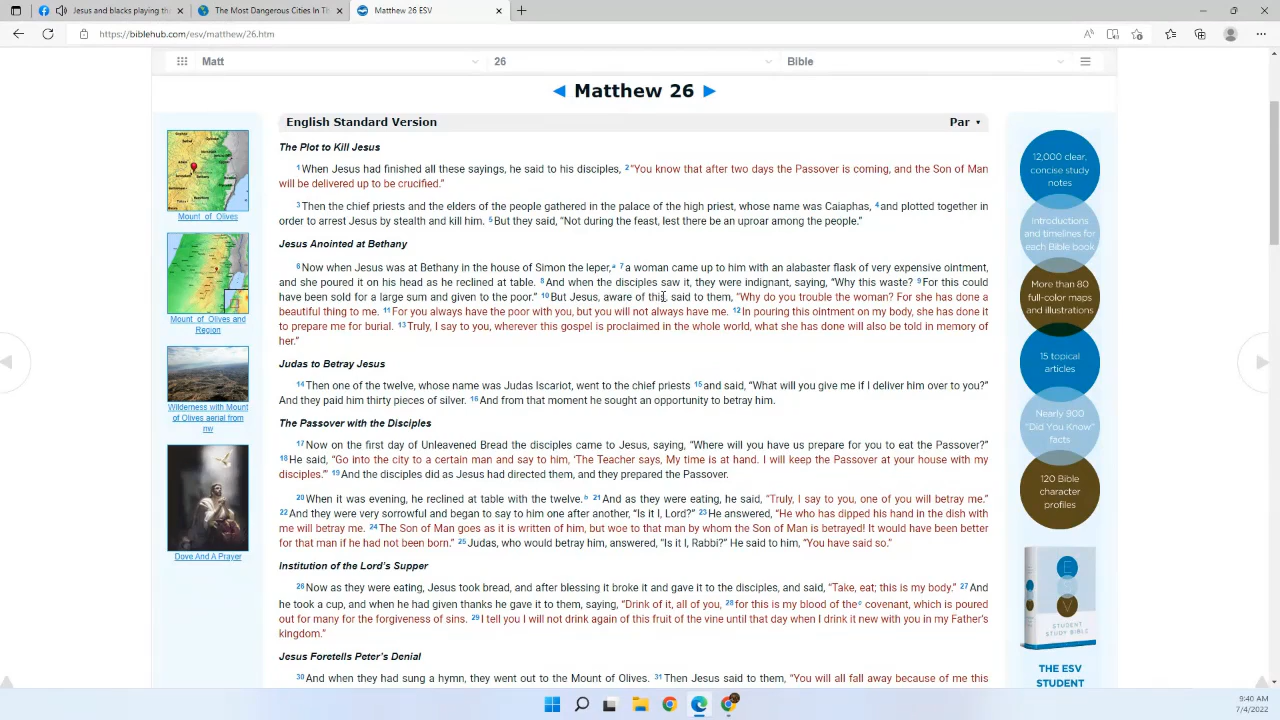 Jesus and blacks playing the
The Most Dangerous Cities in Th
Matthew 26 ESV
https://biblehub.com/esv/matthew/26.htm
Matt
26
Bible
◄ Matthew 26 ►
English Standard Version
Par ▾
The Plot to Kill Jesus
1When Jesus had finished all these sayings, he said to his disciples, 2“You know that after two days the Passover is coming, and the Son of Man
will be delivered up to be crucified.”
3Then the chief priests and the elders of the people gathered in the palace of the high priest, whose name was Caiaphas, 4and plotted together in
order to arrest Jesus by stealth and kill him. 5But they said, “Not during the feast, lest there be an uproar among the people.”
Jesus Anointed at Bethany
6Now when Jesus was at Bethany in the house of Simon the leper,a 7a woman came up to him with an alabaster flask of very expensive ointment,
and she poured it on his head as he reclined at table. 8And when the disciples saw it, they were indignant, saying, “Why this waste? 9For this could
have been sold for a large sum and given to the poor.” 10But Jesus, aware of this, said to them, “Why do you trouble the woman? For she has done a
beautiful thing to me. 11For you always have the poor with you, but you will not always have me. 12In pouring this ointment on my body, she has done it
to prepare me for burial. 13Truly, I say to you, wherever this gospel is proclaimed in the whole world, what she has done will also be told in memory of
her.”
Judas to Betray Jesus
14Then one of the twelve, whose name was Judas Iscariot, went to the chief priests 15and said, “What will you give me if I deliver him over to you?”
And they paid him thirty pieces of silver. 16And from that moment he sought an opportunity to betray him.
The Passover with the Disciples
17Now on the first day of Unleavened Bread the disciples came to Jesus, saying, “Where will you have us prepare for you to eat the Passover?”
18He said, “Go into the city to a certain man and say to him, ‘The Teacher says, My time is at hand. I will keep the Passover at your house with my
disciples.’” 19And the disciples did as Jesus had directed them, and they prepared the Passover.
20When it was evening, he reclined at table with the twelve.b 21And as they were eating, he said, “Truly, I say to you, one of you will betray me.”
22And they were very sorrowful and began to say to him one after another, “Is it I, Lord?” 23He answered, “He who has dipped his hand in the dish with
me will betray me. 24The Son of Man goes as it is written of him, but woe to that man by whom the Son of Man is betrayed! It would have been better
for that man if he had not been born.” 25Judas, who would betray him, answered, “Is it I, Rabbi?” He said to him, “You have said so.”
Institution of the Lord’s Supper
26Now as they were eating, Jesus took bread, and after blessing it broke it and gave it to the disciples, and said, “Take, eat; this is my body.” 27And
he took a cup, and when he had given thanks he gave it to them, saying, “Drink of it, all of you, 28for this is my blood of thec covenant, which is poured
out for many for the forgiveness of sins. 29I tell you I will not drink again of this fruit of the vine until that day when I drink it new with you in my Father’s
kingdom.”
Jesus Foretells Peter’s Denial
30And when they had sung a hymn, they went out to the Mount of Olives. 31Then Jesus said to them, “You will all fall away because of me this
Mount of Olives
Mount of Olives and
Region
Wilderness with Mount
of Olives aerial from
nw
Dove And A Prayer
12,000 clear,
concise study
notes
Introductions
and timelines for
each Bible book
More than 80
full-color maps
and illustrations
15 topical
articles
Nearly 900
“Did You Know”
facts
120 Bible
character
profiles
E
S
V
STUDENT
STUDY BIBLE
THE ESV
STUDENT
9:40 AM
7/4/2022